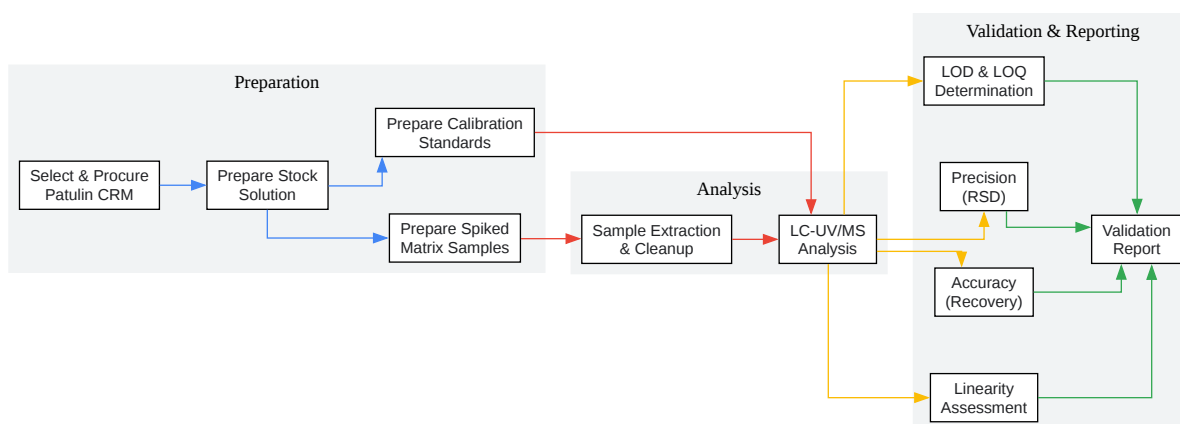 Preparation
Select & Procure
Patulin CRM
Prepare Stock
Solution
Prepare Calibration
Standards
Prepare Spiked
Matrix Samples
Analysis
Sample Extraction
& Cleanup
LC-UV/MS
Analysis
Validation & Reporting
LOD & LOQ
Determination
Precision
(RSD)
Accuracy
(Recovery)
Linearity
Assessment
Validation
Report